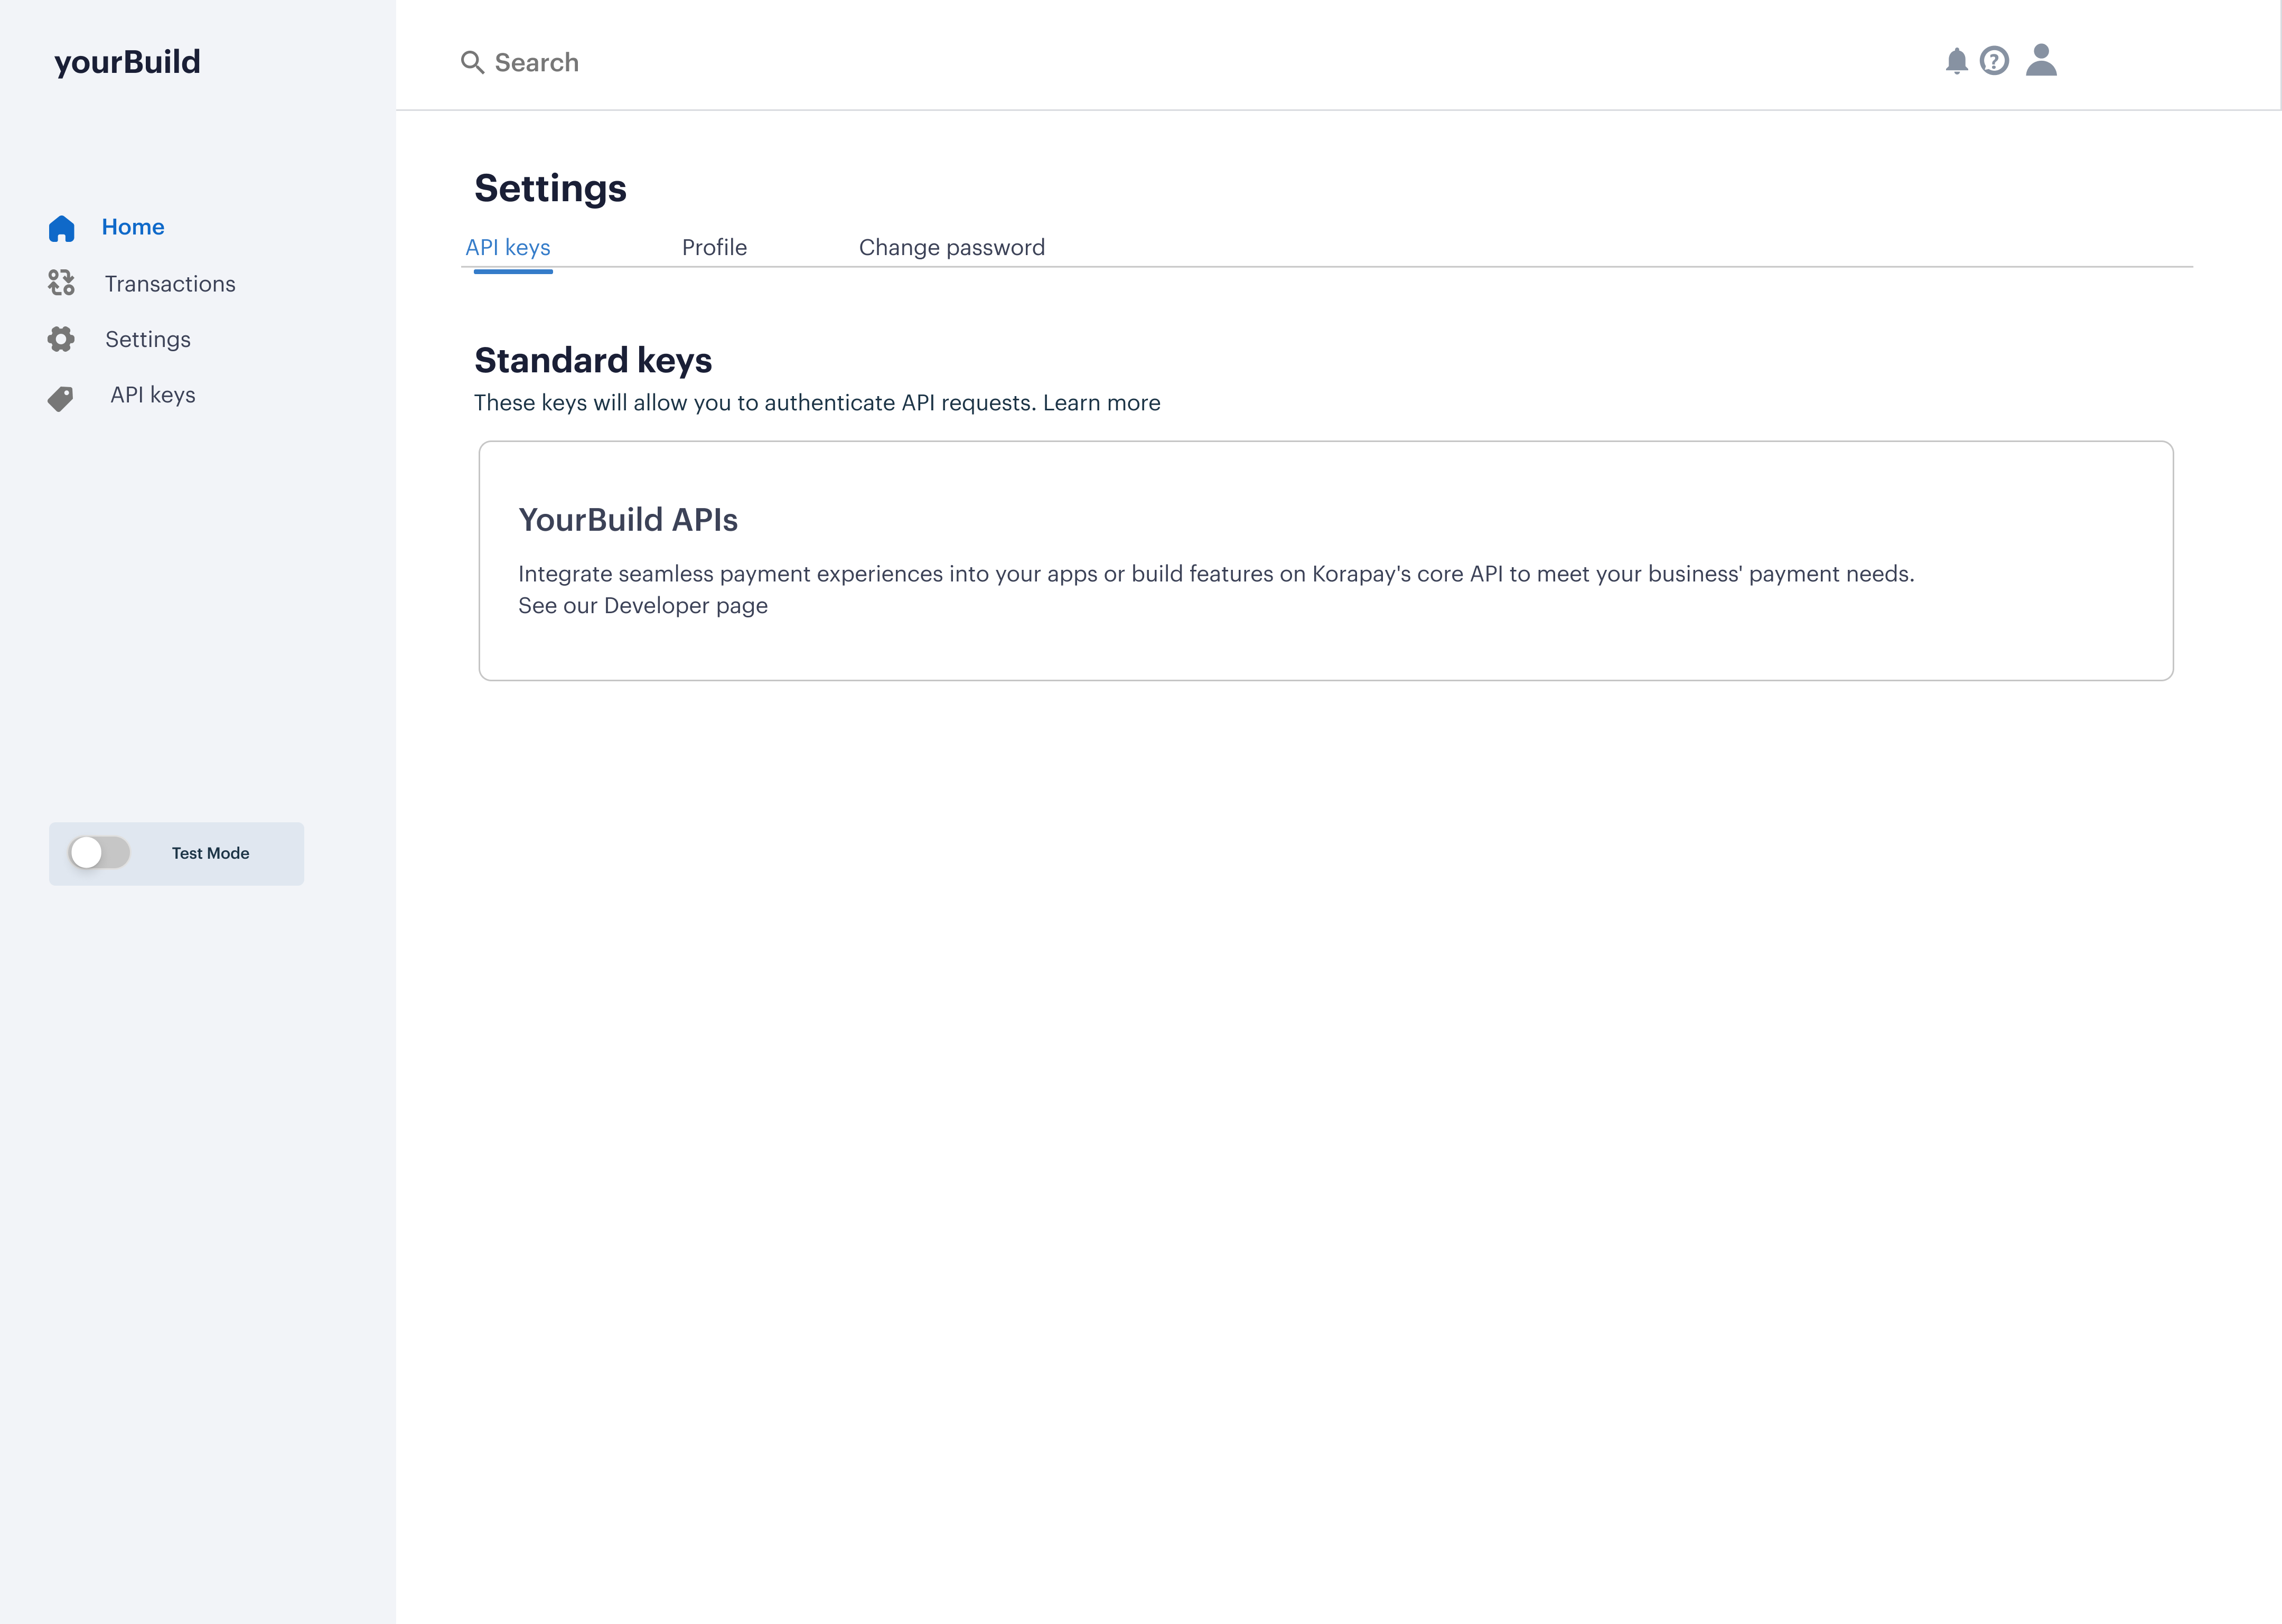 yourBuild
Search
Home
Transactions
Settings
API keys
Test Mode
Settings
API keys
Profile
Change password
Standard keys
These keys will allow you to authenticate API requests. Learn more
YourBuild APIs
Integrate seamless payment experiences into your apps or build features on Korapay's core API to meet your business' payment needs.
See our Developer page